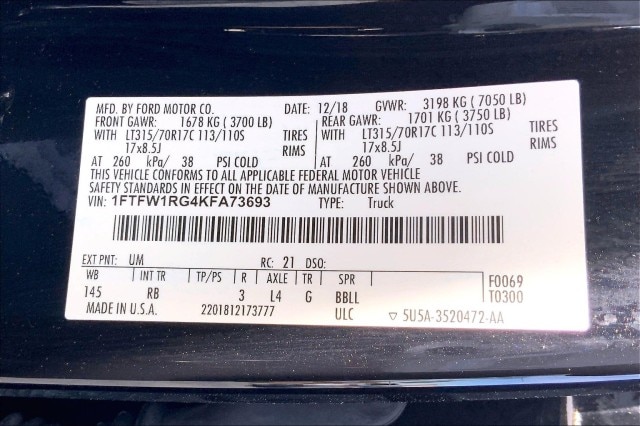 MFD. BY FORD MOTOR CO. DATE: 12/18 GVWR: 3198 KG ( 7050 LB)
FRONT GAWR: 1678 KG ( 3700 LB) REAR GAWR: 1701 KG ( 3750 LB)
WITH LT315/70R17C 113/110S TIRES WITH LT315/70R17C 113/110S TIRES
17x8.5J RIMS 17x8.5J RIMS
AT 260 kPa/ 38 PSI COLD AT 260 kPa/ 38 PSI COLD
THIS VEHICLE CONFORMS TO ALL APPLICABLE FEDERAL MOTOR VEHICLE
SAFETY STANDARDS IN EFFECT ON THE DATE OF MANUFACTURE SHOWN ABOVE.
VIN: 1FTFW1RG4KFA73693 TYPE: Truck
EXT PNT: UM RC: 21 DSO:
WB INT TR TP/PS R AXLE TR SPR F0069
145 RB 3 L4 G BBLL T0300
MADE IN U.S.A. 2201812173777 ULC ▽ 5U5A-3520472-AA